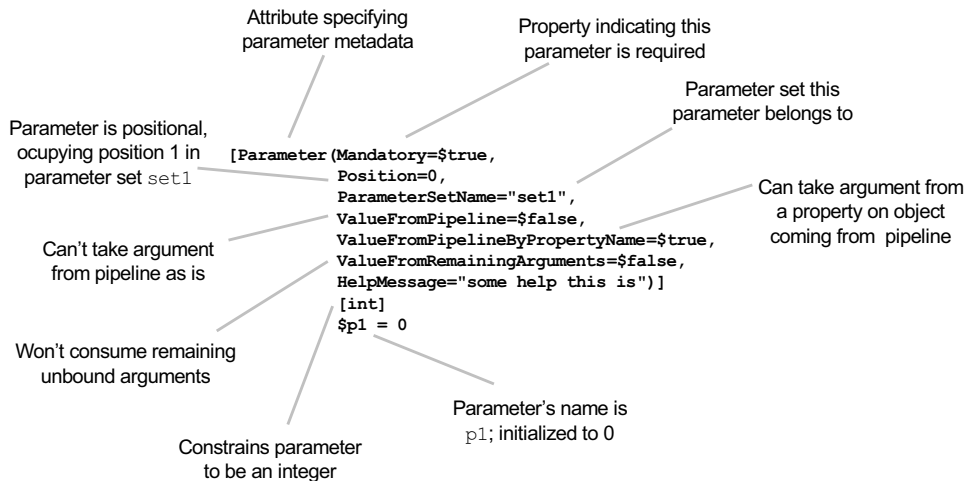 Attribute specifying
parameter metadata
Property indicating this
parameter is required
Parameter set this
parameter belongs to
Parameter is positional,
ocupying position 1 in
parameter set set1
[Parameter(Mandatory=$true,
Position=0,
ParameterSetName="set1",
ValueFromPipeline=$false,
ValueFromPipelineByPropertyName=$true,
ValueFromRemainingArguments=$false,
HelpMessage="some help this is")]
[int]
$p1 = 0
Can take argument from
a property on object
coming from pipeline
Can't take argument
from pipeline as is
Won't consume remaining
unbound arguments
Parameter's name is
p1; initialized to 0
Constrains parameter
to be an integer